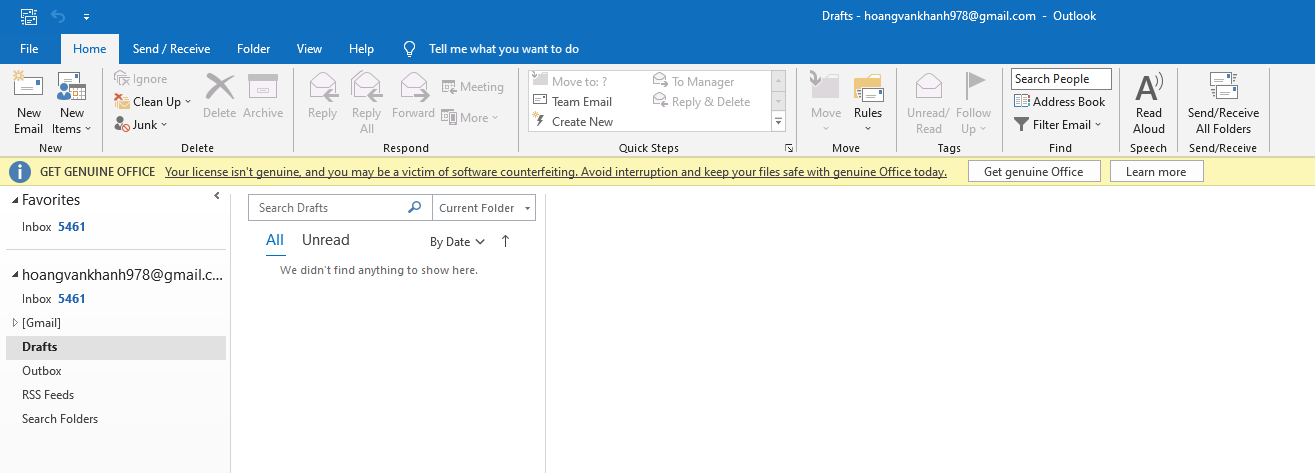 Drafts - hoangvankhanh978@gmail.com - Outlook
File Home Send / Receive Folder View Help Tell me what you want to do
New Email
New Items
New
Ignore
Clean Up
Junk
Delete
Archive
Delete
Reply
Reply All
Forward
Meeting
More
Respond
Move to: ?
Team Email
Create New
To Manager
Reply & Delete
Quick Steps
Move
Rules
Move
Unread/ Read
Follow Up
Tags
Search People
Address Book
Filter Email
Find
Read Aloud
Speech
Send/Receive All Folders
Send/Receive
GET GENUINE OFFICE Your license isn't genuine, and you may be a victim of software counterfeiting. Avoid interruption and keep your files safe with genuine Office today. Get genuine Office Learn more
Favorites
Inbox 5461
hoangvankhanh978@gmail.c...
Inbox 5461
[Gmail]
Drafts
Outbox
RSS Feeds
Search Folders
Search Drafts Current Folder
All Unread By Date
We didn't find anything to show here.